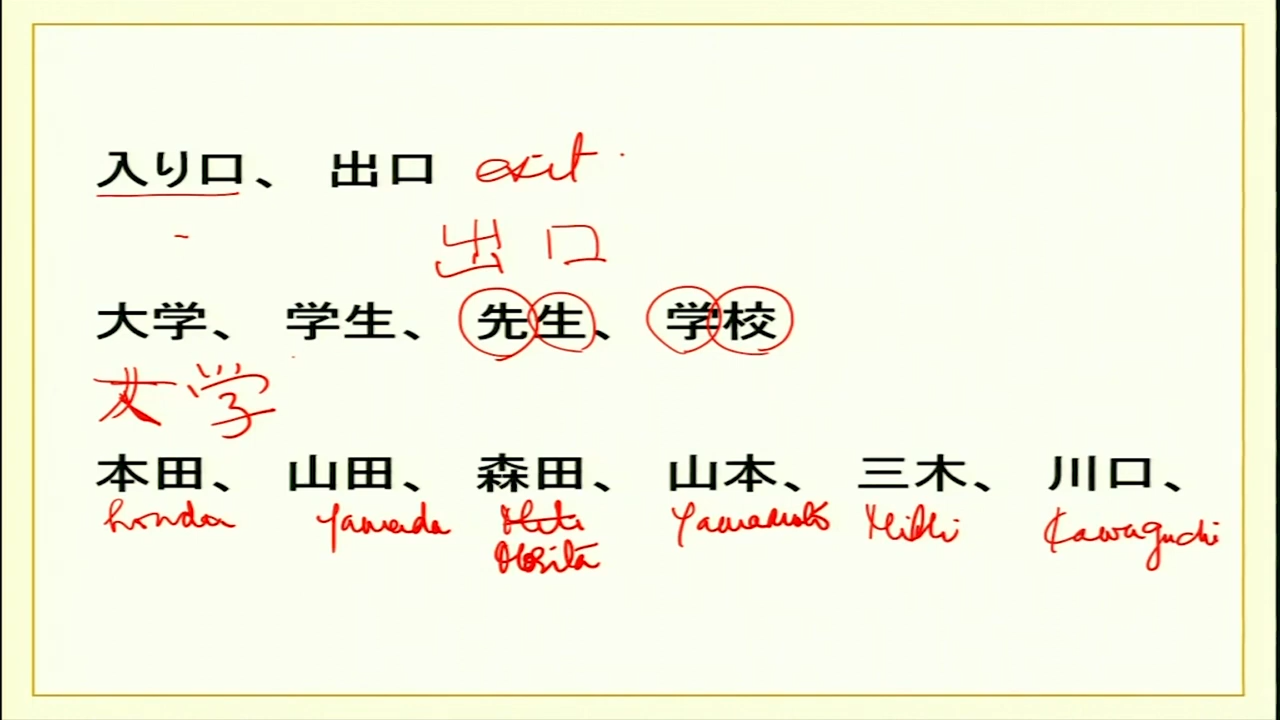 入り口、 出口 exit
出 口
大学、 学生、 先生、 学校
大 学
本田、 山田、 森田、 山本、 三木、 川口、
honda yamada Yamamoto Mikki Kawaguchi
Morita